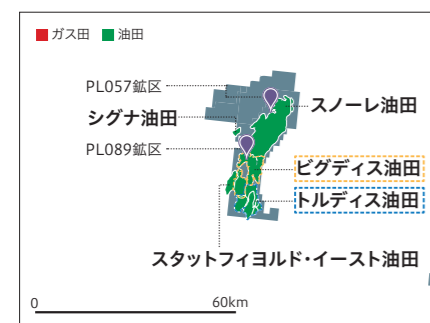 ガス田 油田
PL057鉱区
スノーレ油田
シグナ油田
PL089鉱区
ビグディス油田
トルディス油田
スタットフィヨルド・イースト油田
0 60km